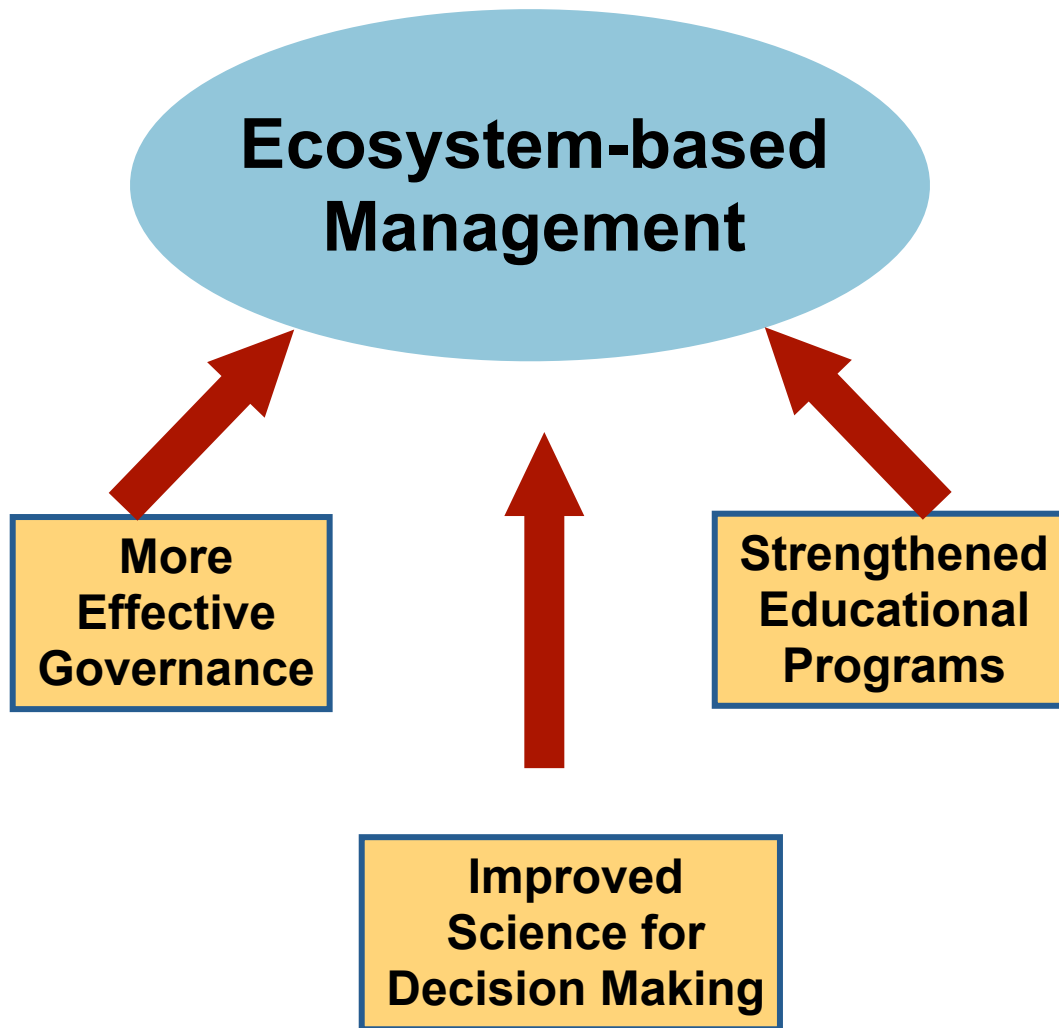 Ecosystem-based
Management
More
Effective
Governance
Strengthened
Educational
Programs
Improved
Science for
Decision Making